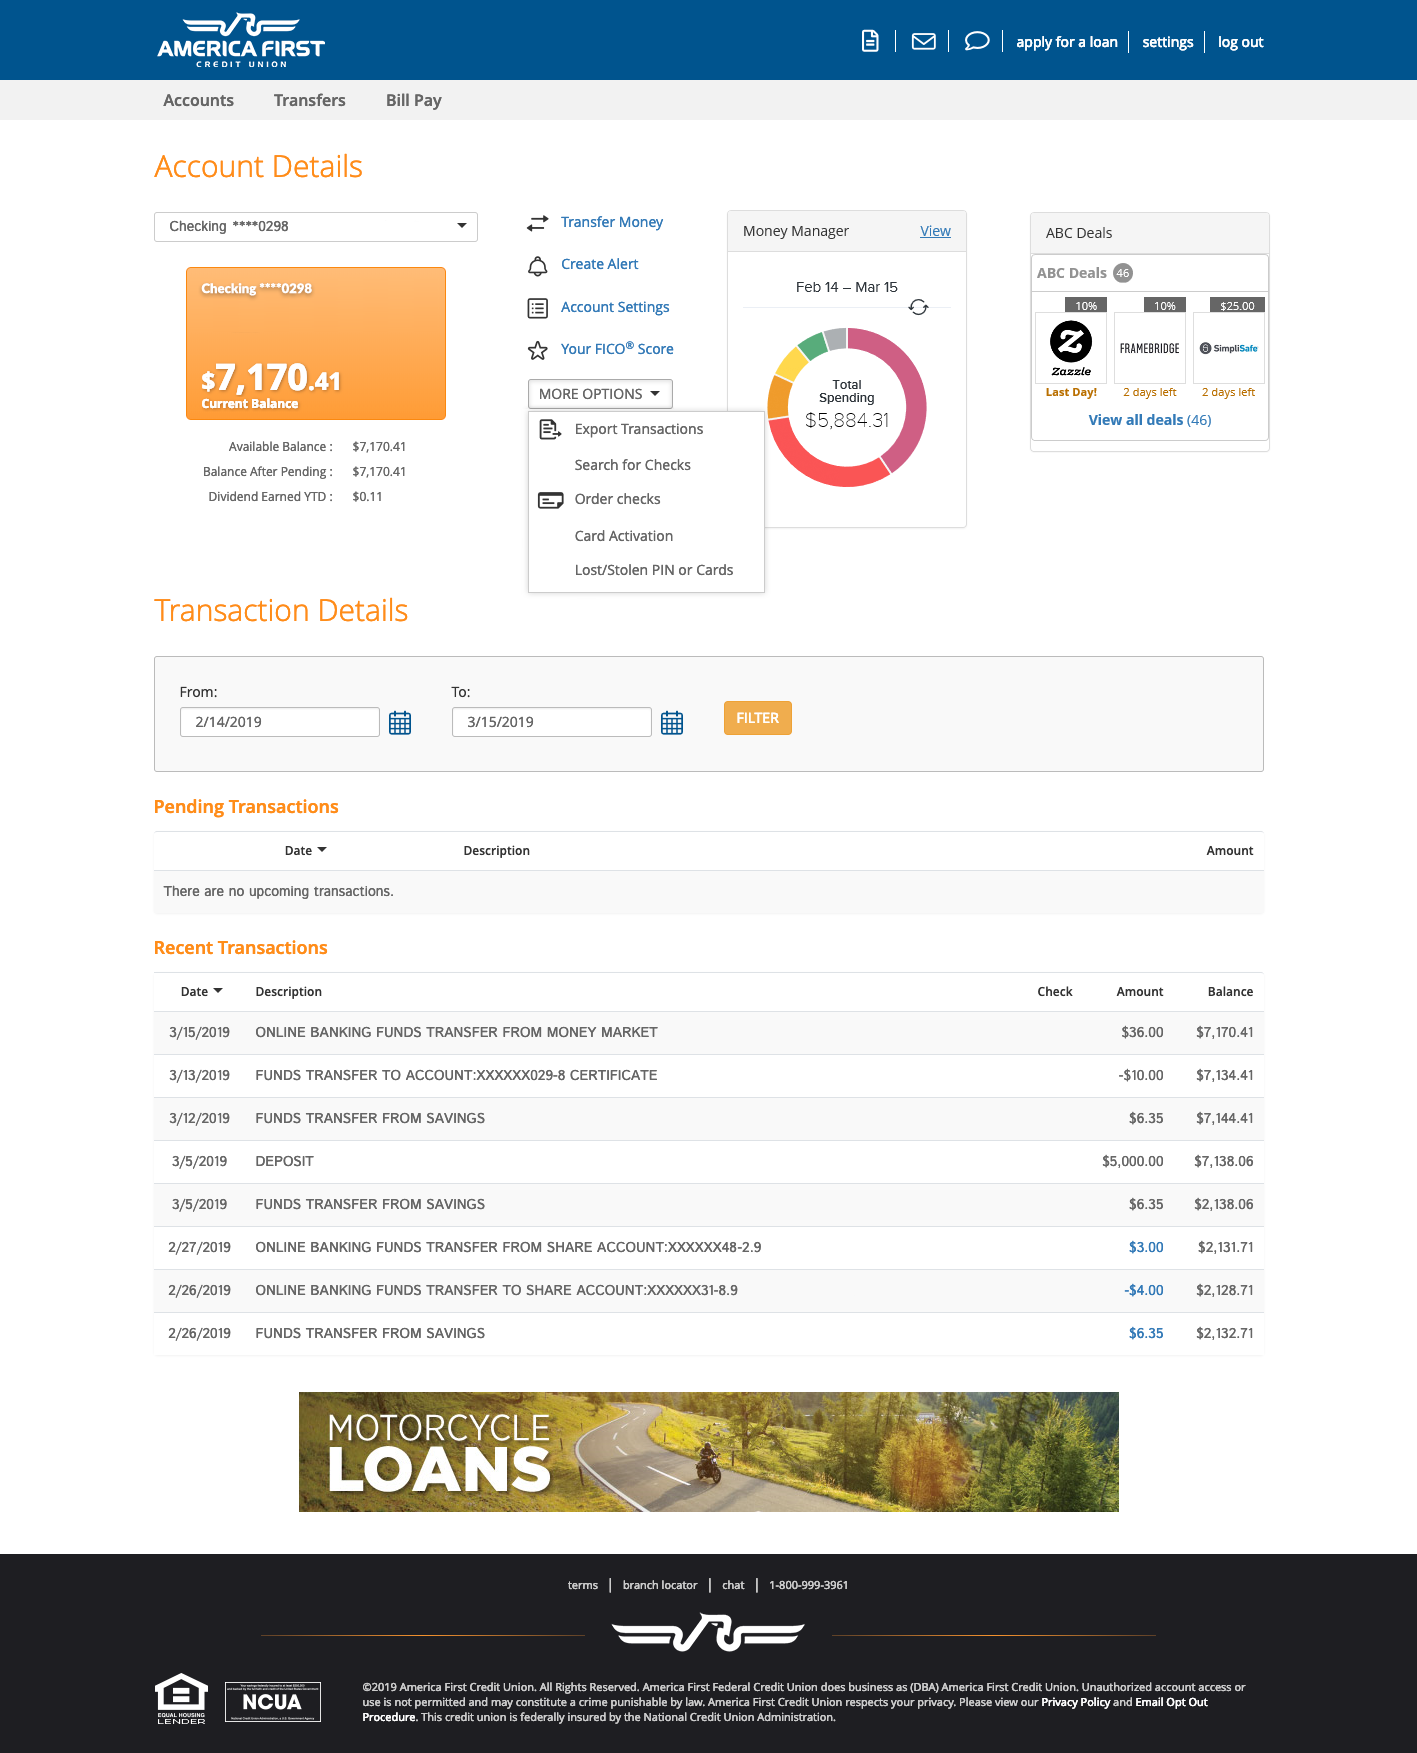 AMERICA FIRST
CREDIT UNION
apply for a loan
settings
log out
Accounts
Transfers
Bill Pay
Account Details
Checking ****0298
Checking ****0298
$7,170.41
Current Balance
Available Balance : $7,170.41
Balance After Pending : $7,170.41
Dividend Earned YTD : $0.11
Transfer Money
Create Alert
Account Settings
Your FICO® Score
MORE OPTIONS
Export Transactions
Search for Checks
Order checks
Card Activation
Lost/Stolen PIN or Cards
Money Manager View
Feb 14 – Mar 15
Total
Spending
$5,884.31
ABC Deals
ABC Deals 46
10% 10% $25.00
Z
Zazzle
FRAMEBRIDGE
SimpliSafe
Last Day! 2 days left 2 days left
View all deals (46)
Transaction Details
From: To:
2/14/2019 3/15/2019 FILTER
Pending Transactions
Date Description Amount
There are no upcoming transactions.
Recent Transactions
Date Description Check Amount Balance
3/15/2019 ONLINE BANKING FUNDS TRANSFER FROM MONEY MARKET $36.00 $7,170.41
3/13/2019 FUNDS TRANSFER TO ACCOUNT:XXXXXX029-8 CERTIFICATE -$10.00 $7,134.41
3/12/2019 FUNDS TRANSFER FROM SAVINGS $6.35 $7,144.41
3/5/2019 DEPOSIT $5,000.00 $7,138.06
3/5/2019 FUNDS TRANSFER FROM SAVINGS $6.35 $2,138.06
2/27/2019 ONLINE BANKING FUNDS TRANSFER FROM SHARE ACCOUNT:XXXXXX48-2.9 $3.00 $2,131.71
2/26/2019 ONLINE BANKING FUNDS TRANSFER TO SHARE ACCOUNT:XXXXXX31-8.9 -$4.00 $2,128.71
2/26/2019 FUNDS TRANSFER FROM SAVINGS $6.35 $2,132.71
MOTORCYCLE
LOANS
terms | branch locator | chat | 1-800-999-3961
EQUAL HOUSING
LENDER
NCUA
©2019 America First Credit Union. All Rights Reserved. America First Federal Credit Union does business as (DBA) America First Credit Union. Unauthorized account access or
use is not permitted and may constitute a crime punishable by law. America First Credit Union respects your privacy. Please view our Privacy Policy and Email Opt Out
Procedure. This credit union is federally insured by the National Credit Union Administration.